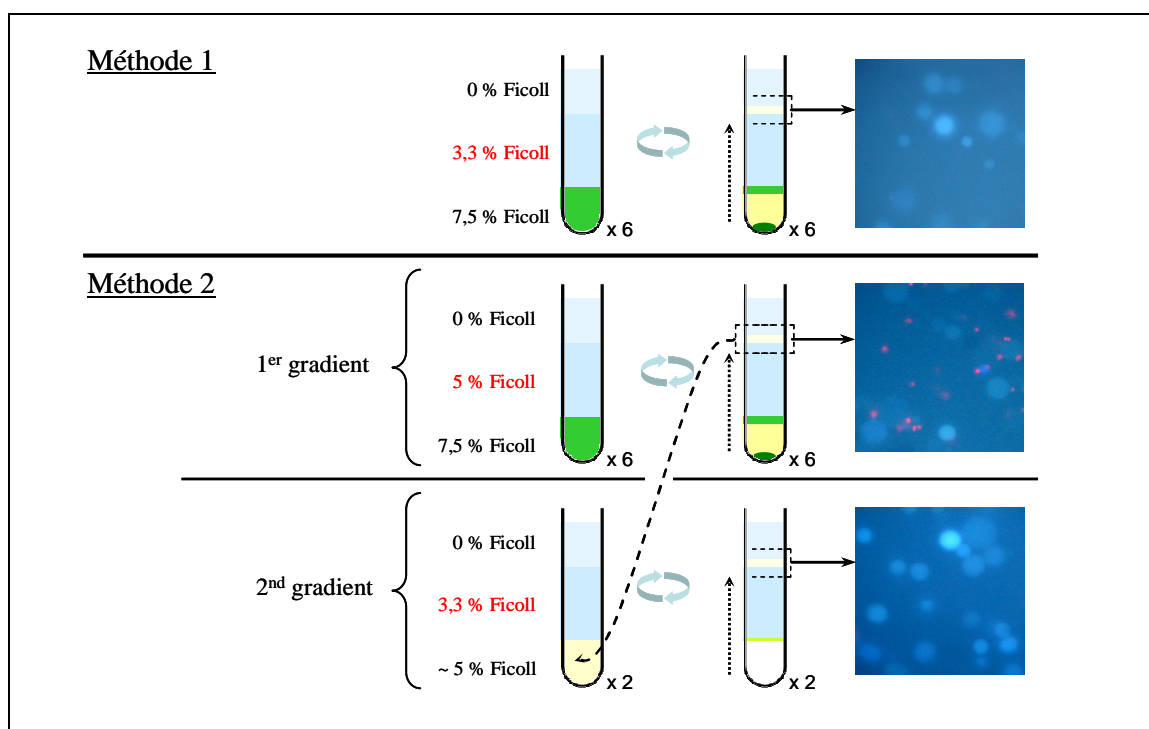 Méthode 1
0 % Ficoll
3,3 % Ficoll
7,5 % Ficoll
x 6
x 6
Méthode 2
1er gradient
0 % Ficoll
5 % Ficoll
7,5 % Ficoll
x 6
x 6
2nd gradient
0 % Ficoll
3,3 % Ficoll
~ 5 % Ficoll
x 2
x 2